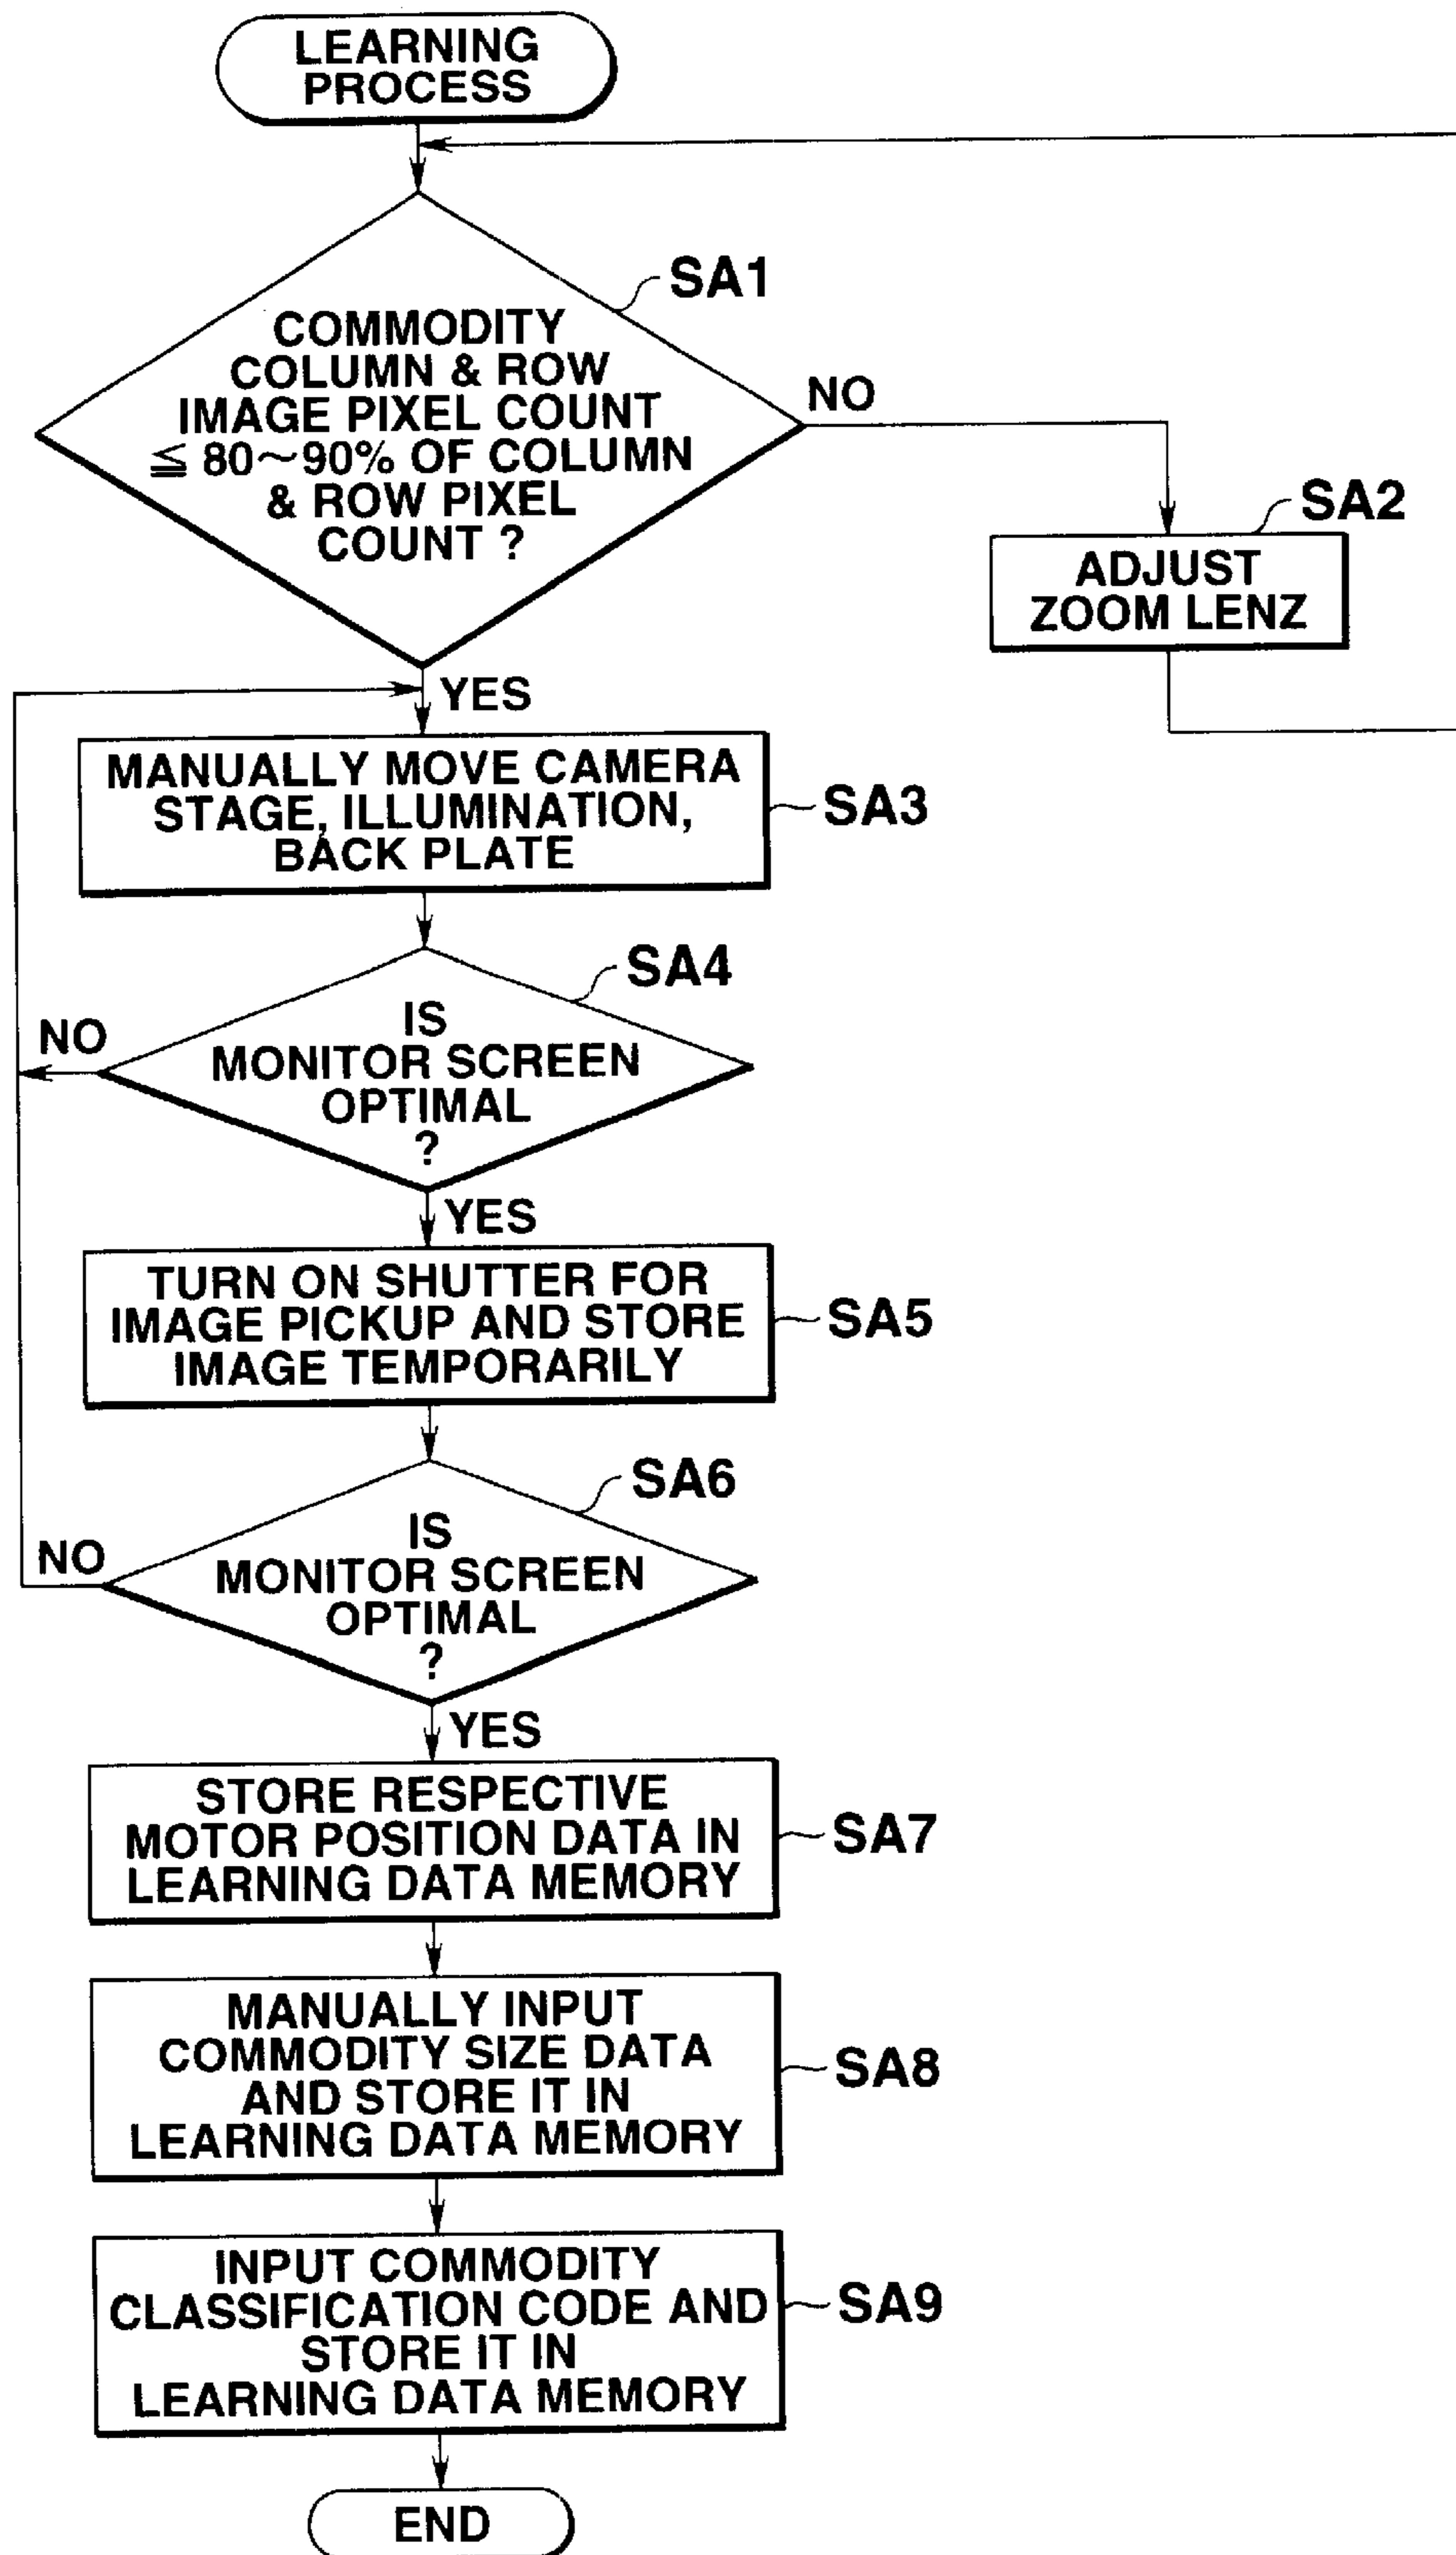 LEARNING
PROCESS
SA1
COMMODITY
COLUMN & ROW
IMAGE PIXEL COUNT
≦ 80～90% OF COLUMN
& ROW PIXEL
COUNT ?
NO
SA2
ADJUST
ZOOM LENZ
YES
MANUALLY MOVE CAMERA
STAGE, ILLUMINATION,
BACK PLATE
SA3
SA4
IS
MONITOR SCREEN
OPTIMAL
?
NO
YES
TURN ON SHUTTER FOR
IMAGE PICKUP AND STORE
IMAGE TEMPORARILY
SA5
SA6
IS
MONITOR SCREEN
OPTIMAL
?
NO
YES
STORE RESPECTIVE
MOTOR POSITION DATA IN
LEARNING DATA MEMORY
SA7
MANUALLY INPUT
COMMODITY SIZE DATA
AND STORE IT IN
LEARNING DATA MEMORY
SA8
INPUT COMMODITY
CLASSIFICATION CODE AND
STORE IT IN
LEARNING DATA MEMORY
SA9
END